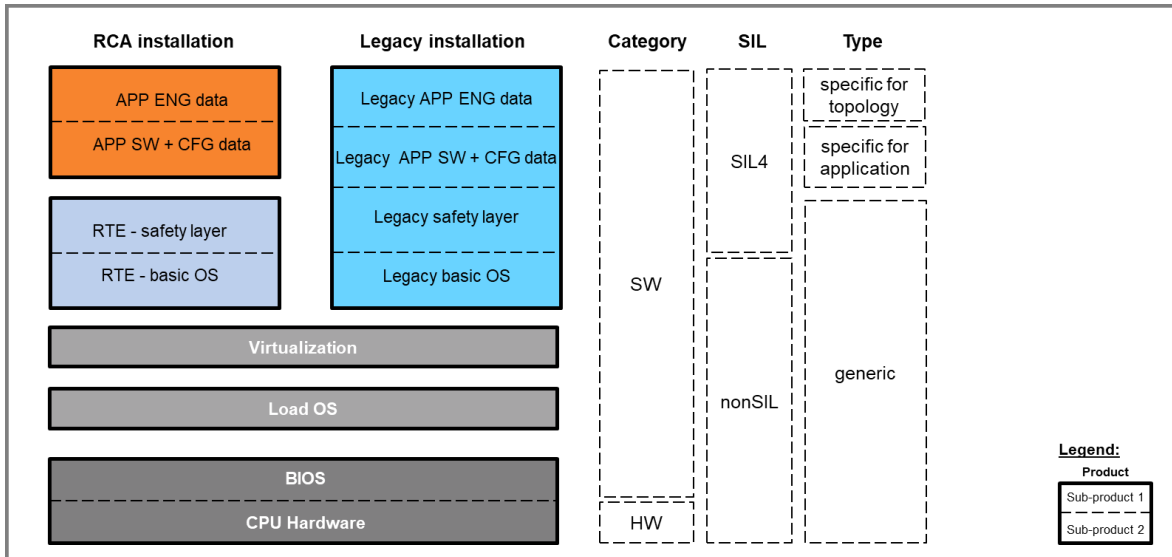 RCA installation
Legacy installation
Category
SIL
Type
APP ENG data
APP SW + CFG data
Legacy APP ENG data
Legacy APP SW + CFG data
Legacy safety layer
Legacy basic OS
RTE - safety layer
RTE - basic OS
Virtualization
Load OS
BIOS
CPU Hardware
SW
HW
SIL4
nonSIL
specific for
topology
specific for
application
generic
Legend:
Product
Sub-product 1
Sub-product 2